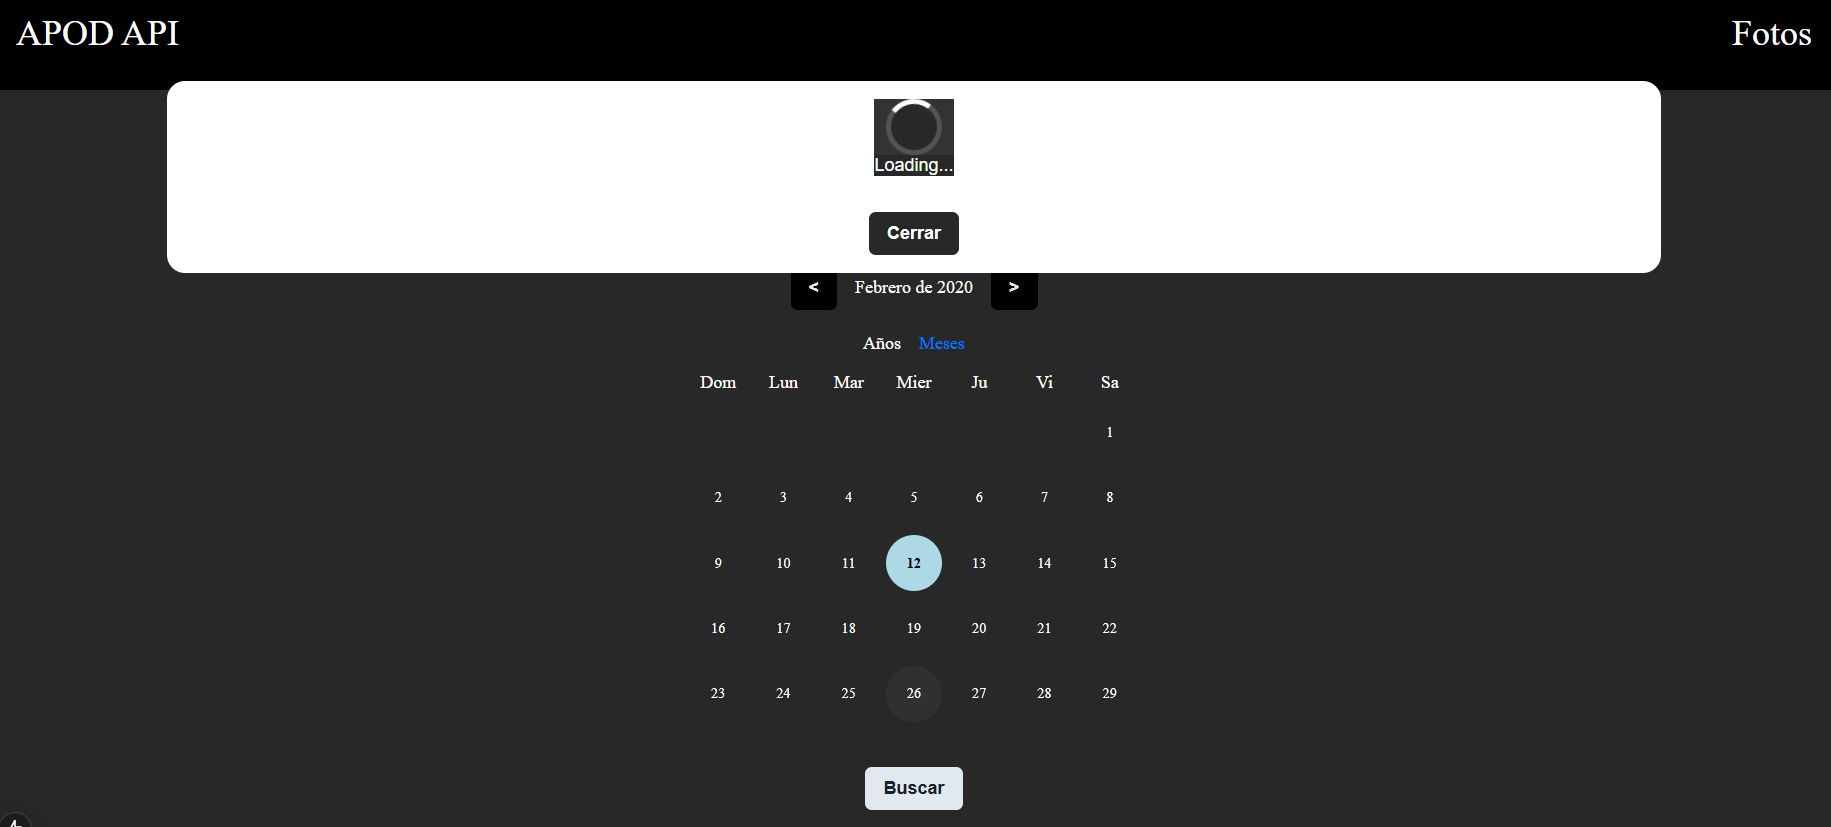 APOD API
Fotos
Loading...
Cerrar
< Febrero de 2020 >
Años Meses
Dom Lun Mar Mier Ju Vi Sa
1
2 3 4 5 6 7 8
9 10 11 12 13 14 15
16 17 18 19 20 21 22
23 24 25 26 27 28 29
Buscar